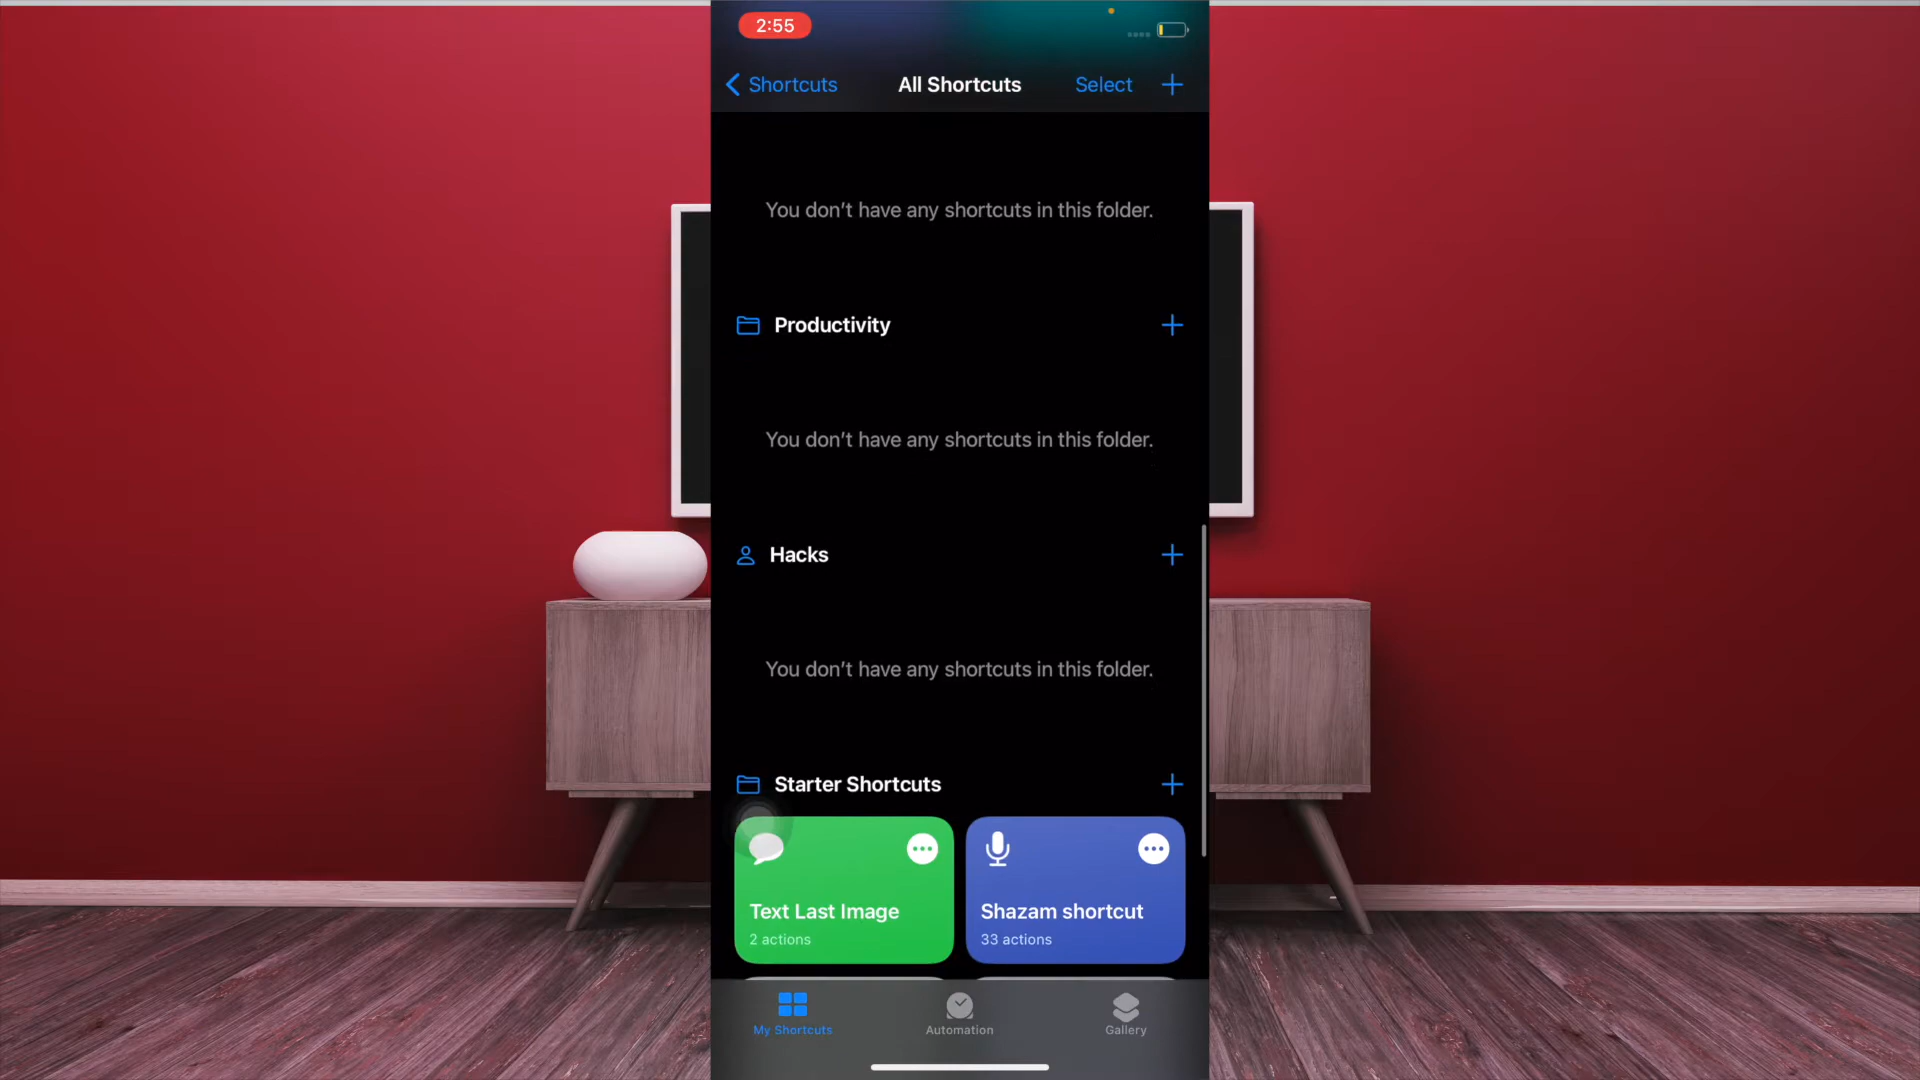 2:55
Shortcuts
All Shortcuts
Select
You don't have any shortcuts in this folder.
Productivity
You don't have any shortcuts in this folder.
Hacks
You don't have any shortcuts in this folder.
Starter Shortcuts
Text Last Image
2 actions
Shazam shortcut
33 actions
My Shortcuts
Automation
Gallery